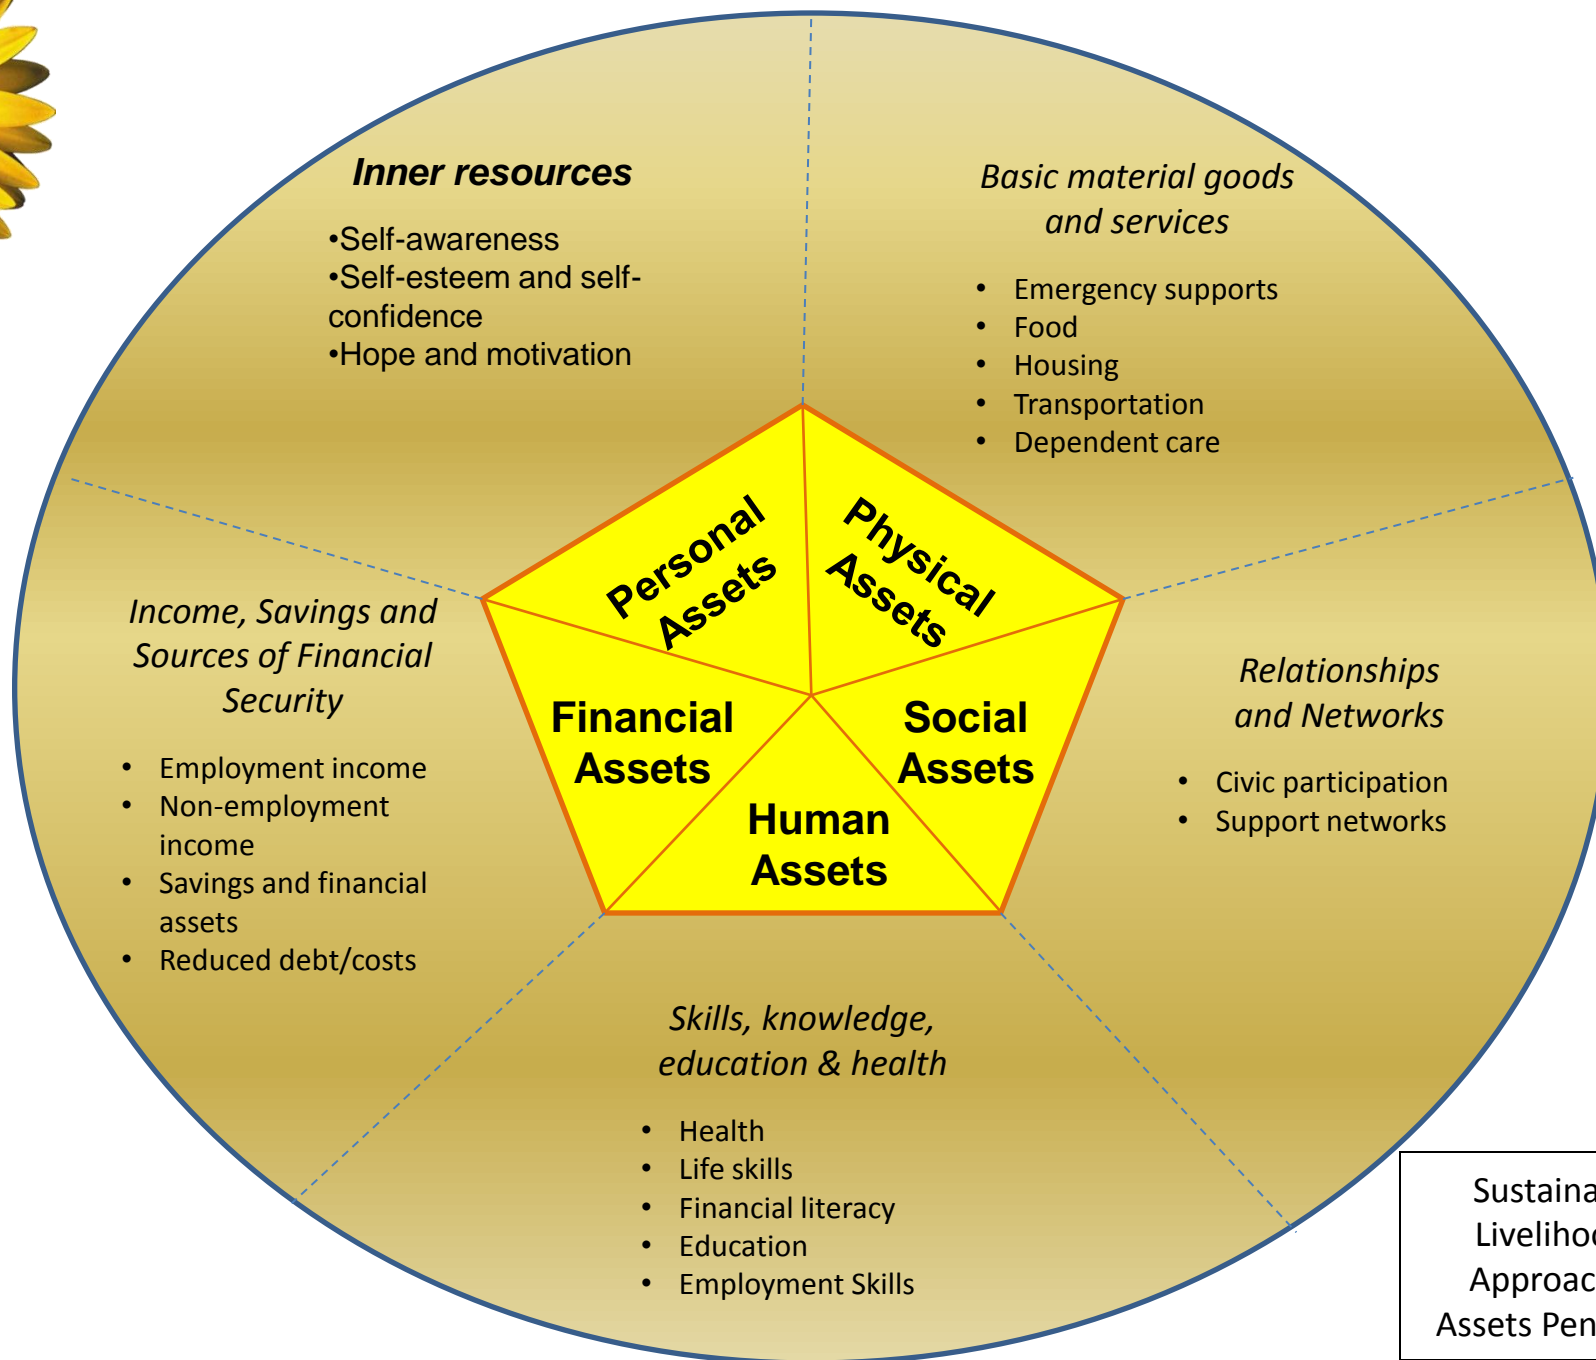 Inner resources
•Self-awareness
•Self-esteem and self-
confidence
•Hope and motivation
Basic material goods
and services
• Emergency supports
• Food
• Housing
• Transportation
• Dependent care
Personal
Assets
Physical
Assets
Financial
Assets
Social
Assets
Human
Assets
Income, Savings and
Sources of Financial
Security
• Employment income
• Non-employment
income
• Savings and financial
assets
• Reduced debt/costs
Relationships
and Networks
• Civic participation
• Support networks
Skills, knowledge,
education & health
• Health
• Life skills
• Financial literacy
• Education
• Employment Skills
Assets